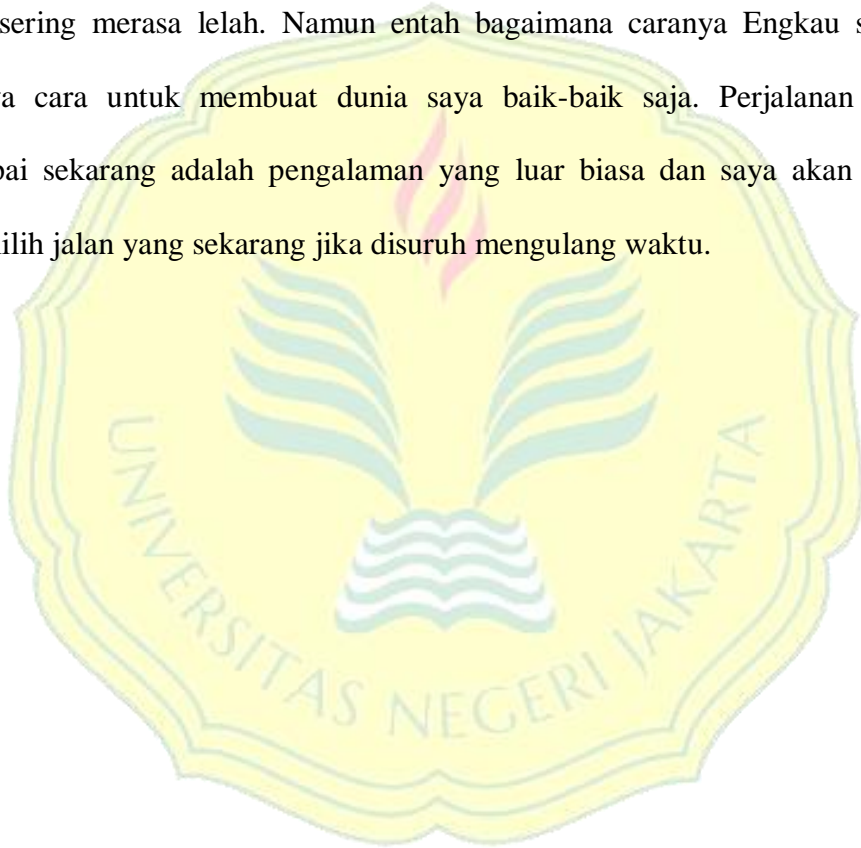 sering merasa lelah. Namun entah bagaimana caranya Engkau s
a cara untuk membuat dunia saya baik-baik saja. Perjalanan
pai sekarang adalah pengalaman yang luar biasa dan saya akan
ilih jalan yang sekarang jika disuruh mengulang waktu.
UNIVERSITAS NEGERI JAKARTA